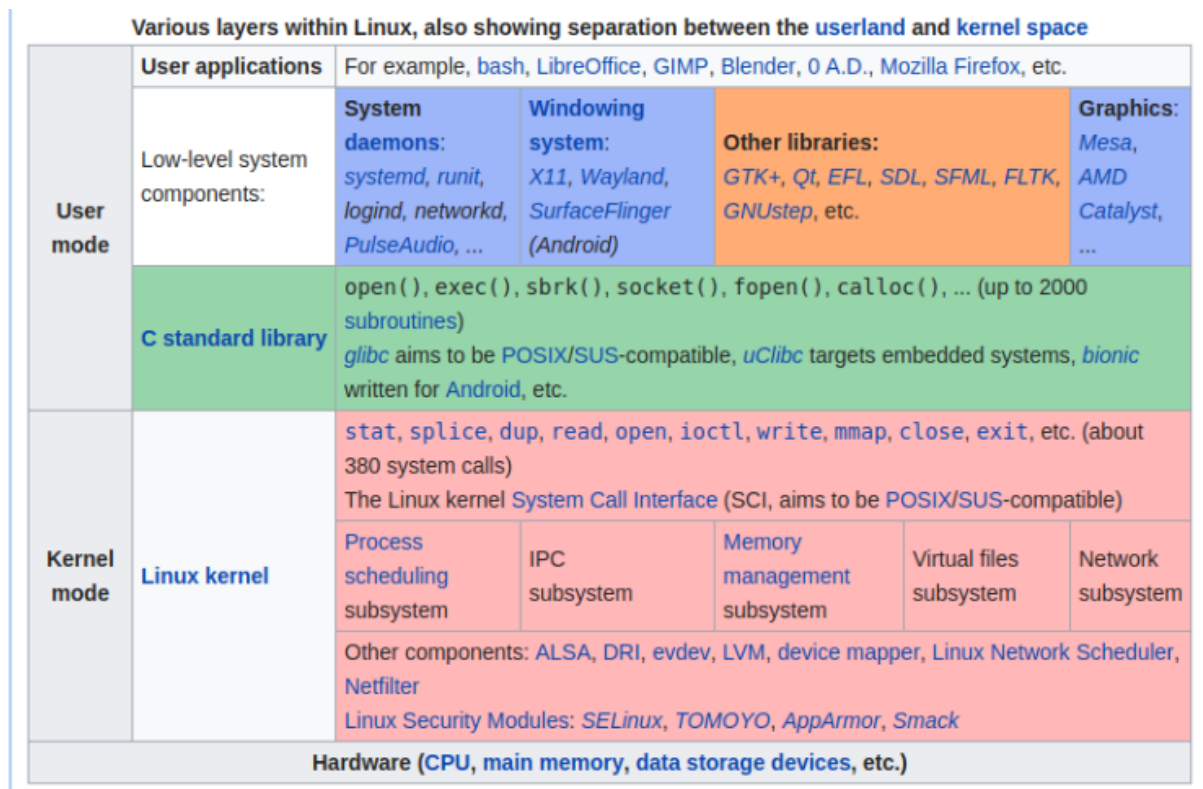 Various layers within Linux, also showing separation between the userland and kernel space
User applications
For example, bash, LibreOffice, GIMP, Blender, 0 A.D., Mozilla Firefox, etc.
User
mode
Low-level system
components:
System
daemons:
systemd, runit,
logind, networkd,
PulseAudio, ...
Windowing
system:
X11, Wayland,
SurfaceFlinger
(Android)
Other libraries:
GTK+, Qt, EFL, SDL, SFML, FLTK,
GNUstep, etc.
Graphics:
Mesa,
AMD
Catalyst,
...
C standard library
open(), exec(), sbrk(), socket(), fopen(), calloc(), ... (up to 2000
subroutines)
glibc aims to be POSIX/SUS-compatible, uClibc targets embedded systems, bionic
written for Android, etc.
Kernel
mode
Linux kernel
stat, splice, dup, read, open, ioctl, write, mmap, close, exit, etc. (about
380 system calls)
The Linux kernel System Call Interface (SCI, aims to be POSIX/SUS-compatible)
Process
scheduling
subsystem
IPC
subsystem
Memory
management
subsystem
Virtual files
subsystem
Network
subsystem
Other components: ALSA, DRI, evdev, LVM, device mapper, Linux Network Scheduler,
Netfilter
Linux Security Modules: SELinux, TOMOYO, AppArmor, Smack
Hardware (CPU, main memory, data storage devices, etc.)